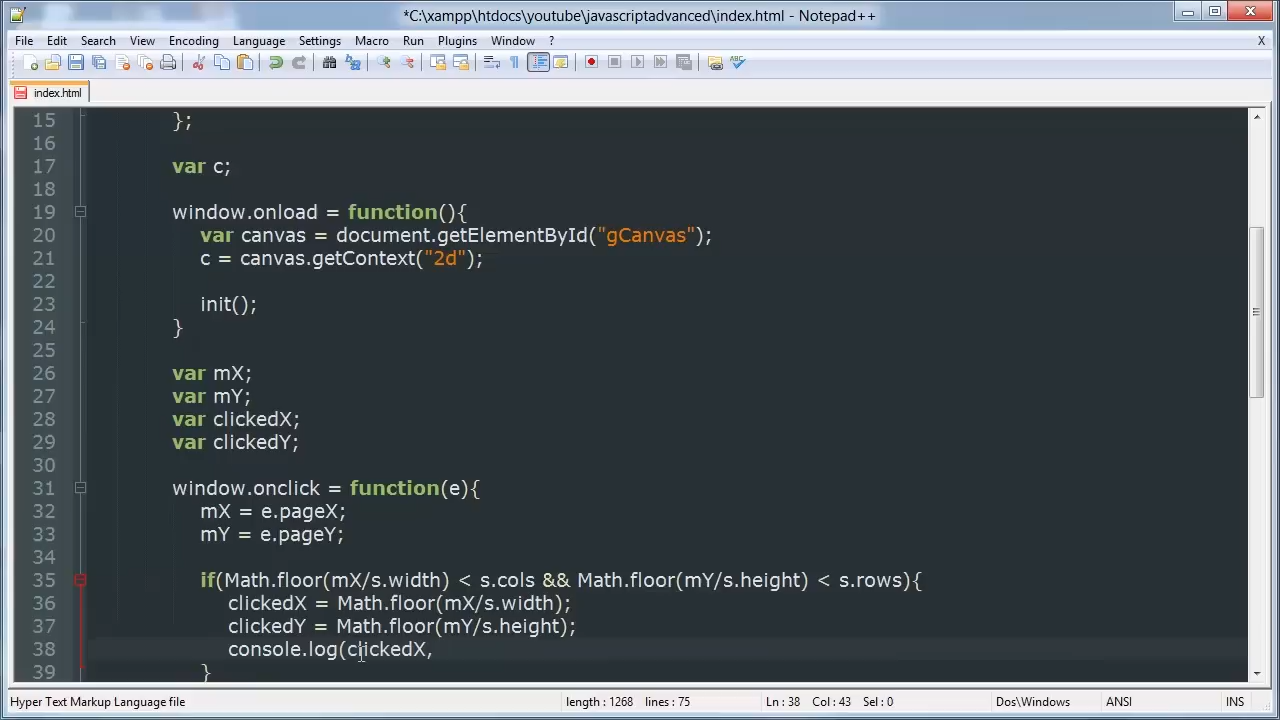 *C:\xampp\htdocs\youtube\javascriptadvanced\index.html - Notepad++
File Edit Search View Encoding Language Settings Macro Run Plugins Window ? X
index.html
15 };
16
17 var c;
18
19 window.onload = function(){
20 var canvas = document.getElementById("gCanvas");
21 c = canvas.getContext("2d");
22
23 init();
24 }
25
26 var mX;
27 var mY;
28 var clickedX;
29 var clickedY;
30
31 window.onclick = function(e){
32 mX = e.pageX;
33 mY = e.pageY;
34
35 if(Math.floor(mX/s.width) < s.cols && Math.floor(mY/s.height) < s.rows){
36 clickedX = Math.floor(mX/s.width);
37 clickedY = Math.floor(mY/s.height);
38 console.log(clickedX,
39 }
Hyper Text Markup Language file length : 1268 lines : 75 Ln : 38 Col : 43 Sel : 0 Dos\Windows ANSI INS